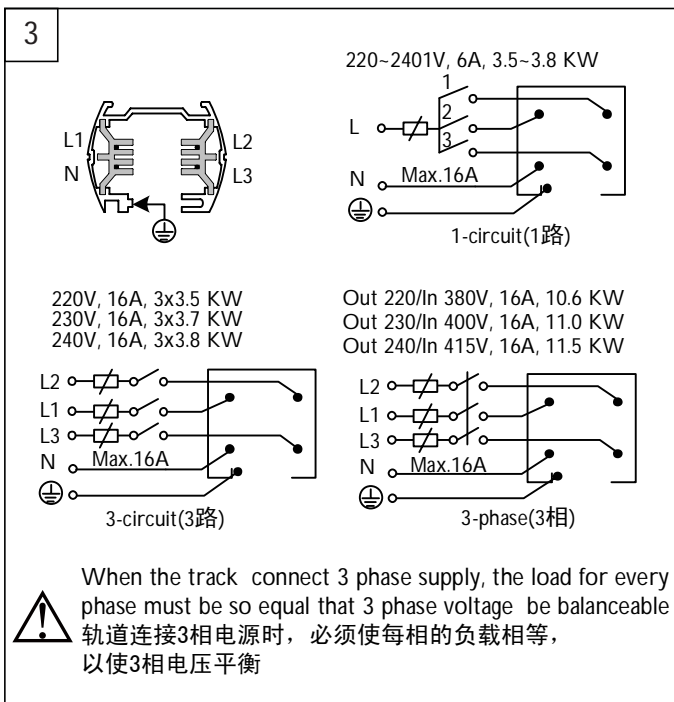 3
220~2401V, 6A, 3.5~3.8 KW
1
2
3
L
N
Max.16A
1-circuit(1路)
L1
N
L2
L3
220V, 16A, 3x3.5 KW
230V, 16A, 3x3.7 KW
240V, 16A, 3x3.8 KW
L2
L1
L3
N
Max.16A
3-circuit(3路)
Out 220/In 380V, 16A, 10.6 KW
Out 230/In 400V, 16A, 11.0 KW
Out 240/In 415V, 16A, 11.5 KW
L2
L1
L3
N
Max.16A
3-phase(3相)
When the track connect 3 phase supply, the load for every
phase must be so equal that 3 phase voltage be balanceable
轨道连接3相电源时，必须使每相的负载相等，
以使3相电压平衡